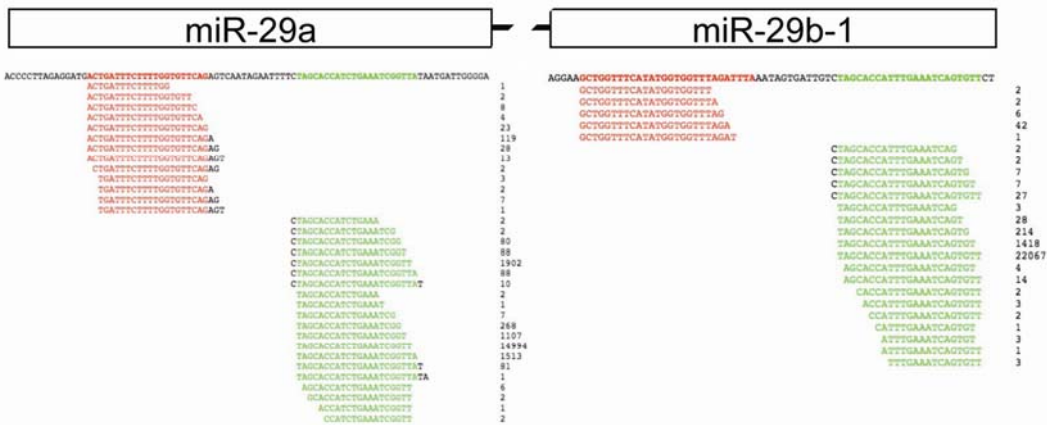 miR-29a
ACCCCTTAGAGGATGACTGATTTCTTTTGGTGTTCAGAGTCAATAGAATTTTCTAGCACCATCTGAAATCGGTTATAATGATTGGGGA
ACTGATTTCTTTTGG 1
ACTGATTTCTTTTGGTGTT 2
ACTGATTTCTTTTGGTGTTC 8
ACTGATTTCTTTTGGTGTTCA 4
ACTGATTTCTTTTGGTGTTCAG 23
ACTGATTTCTTTTGGTGTTCAGA 119
ACTGATTTCTTTTGGTGTTCAGAG 28
ACTGATTTCTTTTGGTGTTCAGAGT 13
CTGATTTCTTTTGGTGTTCAGAG 2
TGATTTCTTTTGGTGTTCAG 3
TGATTTCTTTTGGTGTTCAGA 2
TGATTTCTTTTGGTGTTCAGAG 7
TGATTTCTTTTGGTGTTCAGAGT 1
CTAGCACCATCTGAAA 2
CTAGCACCATCTGAAATCG 2
CTAGCACCATCTGAAATCGG 80
CTAGCACCATCTGAAATCGGT 88
CTAGCACCATCTGAAATCGGTT 1902
CTAGCACCATCTGAAATCGGTTA 88
CTAGCACCATCTGAAATCGGTTAT 10
TAGCACCATCTGAAA 2
TAGCACCATCTGAAAT 1
TAGCACCATCTGAAATCG 7
TAGCACCATCTGAAATCGG 268
TAGCACCATCTGAAATCGGT 1107
TAGCACCATCTGAAATCGGTT 14994
TAGCACCATCTGAAATCGGTTA 1513
TAGCACCATCTGAAATCGGTTAT 81
TAGCACCATCTGAAATCGGTTATA 1
AGCACCATCTGAAATCGGTT 6
GCACCATCTGAAATCGGTT 2
ACCATCTGAAATCGGTT 1
CCATCTGAAATCGGTT 2
miR-29b-1
AGGAAGCTGGTTTCATATGGTGGTTTAGATTTAAATAGTGATTGTCTAGCACCATTTGAAATCAGTGTTCT
GCTGGTTTCATATGGTGGTTT 2
GCTGGTTTCATATGGTGGTTTA 2
GCTGGTTTCATATGGTGGTTTAG 6
GCTGGTTTCATATGGTGGTTTAGA 42
GCTGGTTTCATATGGTGGTTTAGAT 1
CTAGCACCATTTGAAATCAG 2
CTAGCACCATTTGAAATCAGT 2
CTAGCACCATTTGAAATCAGTG 7
CTAGCACCATTTGAAATCAGTGT 7
CTAGCACCATTTGAAATCAGTGTT 27
TAGCACCATTTGAAATCAG 3
TAGCACCATTTGAAATCAGT 28
TAGCACCATTTGAAATCAGTG 214
TAGCACCATTTGAAATCAGTGT 1418
TAGCACCATTTGAAATCAGTGTT 22067
AGCACCATTTGAAATCAGTGT 4
AGCACCATTTGAAATCAGTGTT 14
CACCATTTGAAATCAGTGTT 2
ACCATTTGAAATCAGTGTT 3
CCATTTGAAATCAGTGTT 2
CATTTGAAATCAGTGT 1
ATTTGAAATCAGTGT 3
ATTTGAAATCAGTGTT 1
TTTGAAATCAGTGTT 3